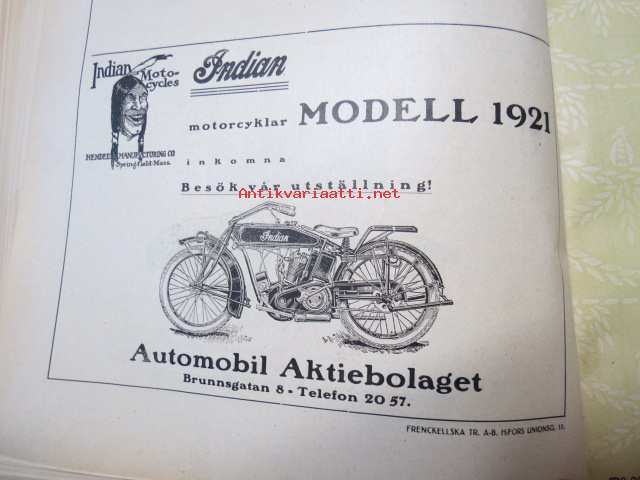 Indian Moto-
cycles
HENDEE MANUFACTURING CO
Springfield Mass.
Indian
motorcyklar MODELL 1921
inkomna
Besök vår utställning!
Antikvariaatti.net
Indian
Automobil Aktiebolaget
Brunnsgatan 8 - Telefon 20 57.
FRENCKELLSKA TR. A-B. H:FORS UNIONSG.